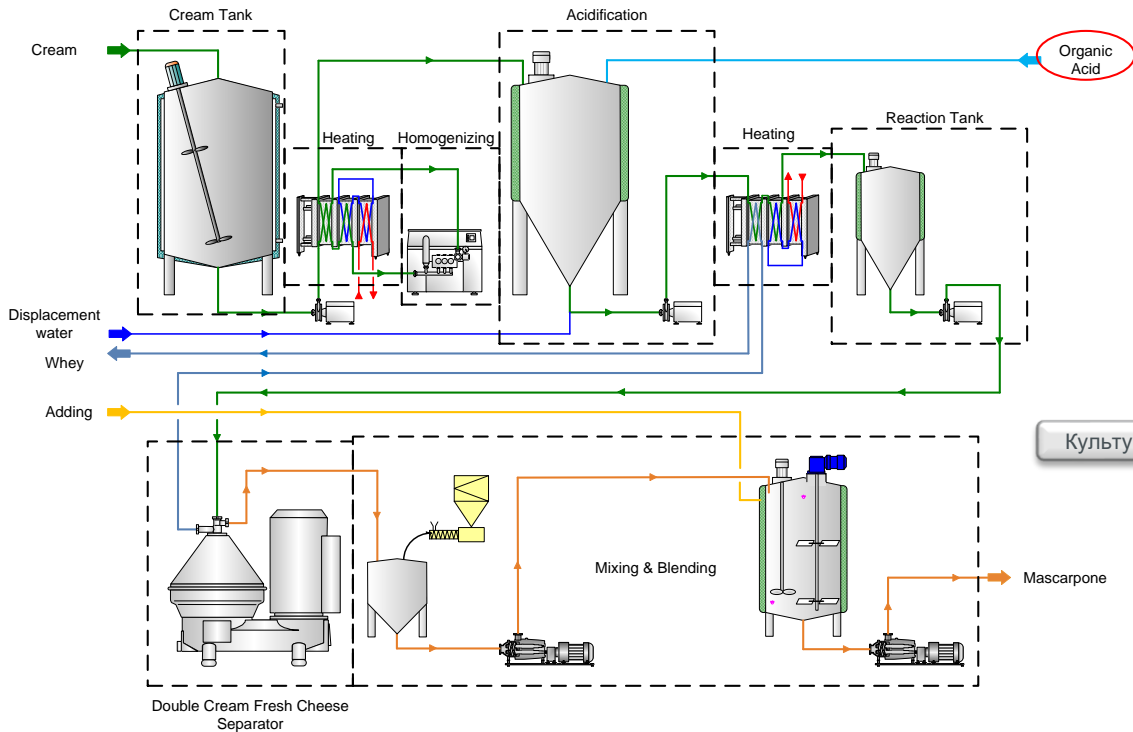 Cream Tank
Acidification
Cream
Organic
Acid
Reaction Tank
Heating
Homogenizing
Heating
Displacement
water
Whey
Adding
Культу
Mixing & Blending
Mascarpone
Double Cream Fresh Cheese
Separator